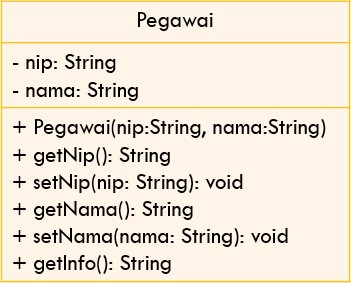 Pegawai
- nip: String
- nama: String
+ Pegawai(nip:String, nama:String)
+ getNip(): String
+ setNip(nip: String): void
+ getNama(): String
+ setNama(nama: String): void
+ getInfo(): String